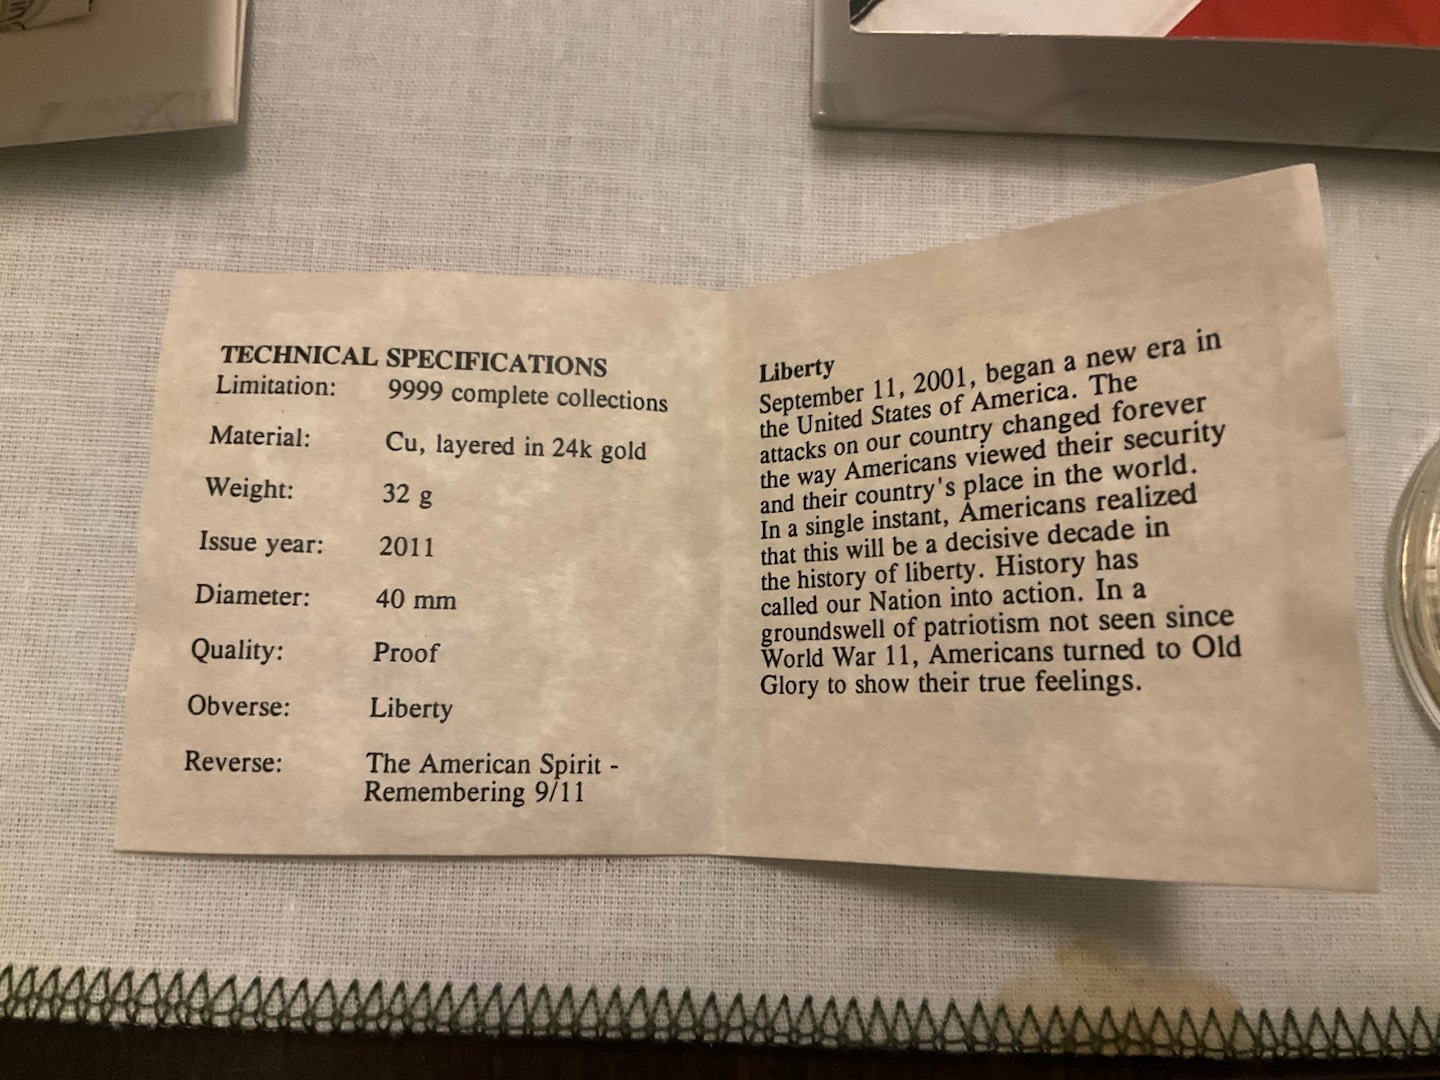 TECHNICAL SPECIFICATIONS
Limitation: 9999 complete collections
Material: Cu, layered in 24k gold
Weight: 32 g
Issue year: 2011
Diameter: 40 mm
Quality: Proof
Obverse: Liberty
Reverse: The American Spirit -
Remembering 9/11
Liberty
September 11, 2001, began a new era in
the United States of America. The
attacks on our country changed forever
the way Americans viewed their security
and their country's place in the world.
In a single instant, Americans realized
that this will be a decisive decade in
the history of liberty. History has
called our Nation into action. In a
groundswell of patriotism not seen since
World War 11, Americans turned to Old
Glory to show their true feelings.